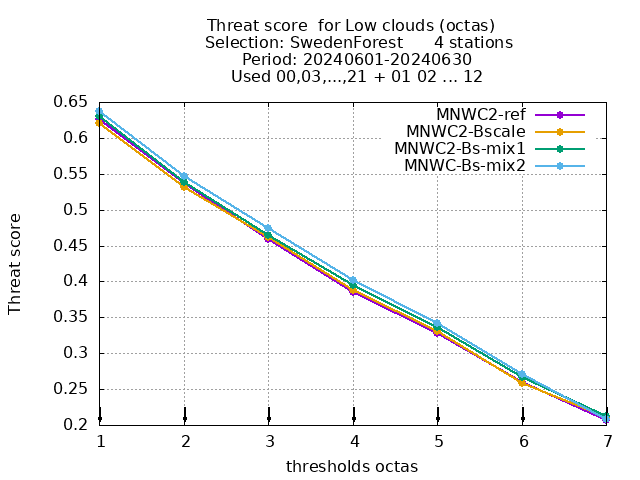 Threat score  for Low clouds (octas)
Selection: SwedenForest      4 stations
Period: 20240601-20240630
Used 00,03,...,21 + 01 02 ... 12
MNWC2-ref
MNWC2-Bscale
MNWC2-Bs-mix1
MNWC-Bs-mix2
Threat score
0.65
0.6
0.55
0.5
0.45
0.4
0.35
0.3
0.25
0.2
1 2 3 4 5 6 7
thresholds octas